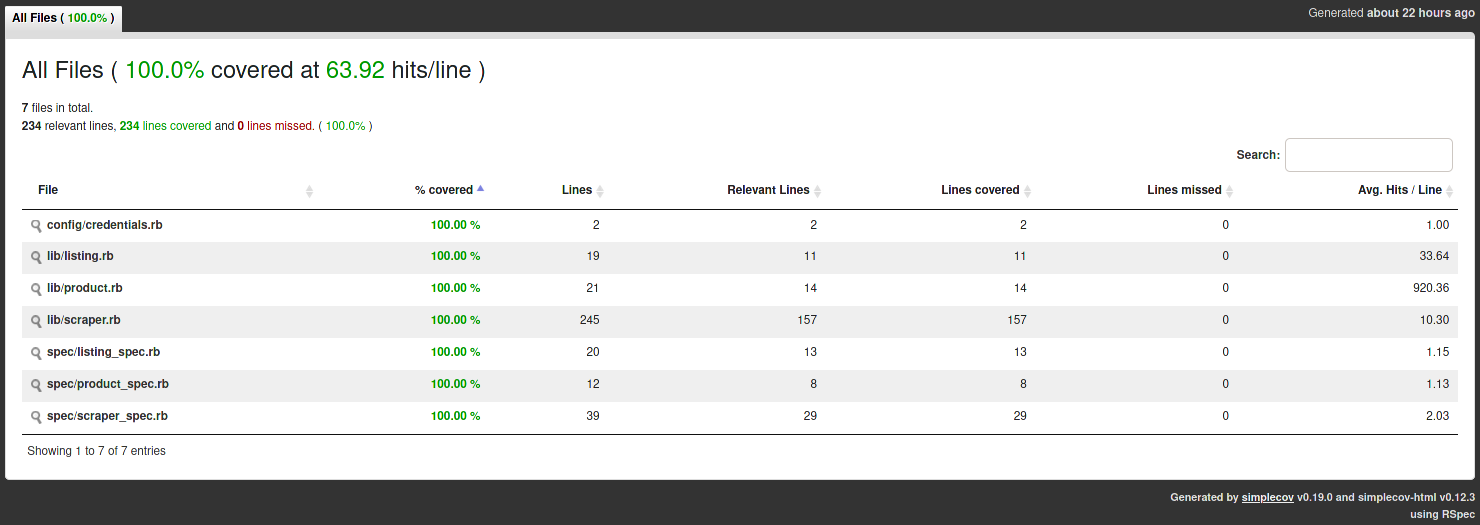 All Files ( 100.0% )
Generated about 22 hours ago
All Files ( 100.0% covered at 63.92 hits/line )
7 files in total.
234 relevant lines, 234 lines covered and 0 lines missed. ( 100.0% )
Search:
File % covered Lines Relevant Lines Lines covered Lines missed Avg. Hits / Line
config/credentials.rb 100.00 % 2 2 2 0 1.00
lib/listing.rb 100.00 % 19 11 11 0 33.64
lib/product.rb 100.00 % 21 14 14 0 920.36
lib/scraper.rb 100.00 % 245 157 157 0 10.30
spec/listing_spec.rb 100.00 % 20 13 13 0 1.15
spec/product_spec.rb 100.00 % 12 8 8 0 1.13
spec/scraper_spec.rb 100.00 % 39 29 29 0 2.03
Showing 1 to 7 of 7 entries
Generated by simplecov v0.19.0 and simplecov-html v0.12.3
using RSpec